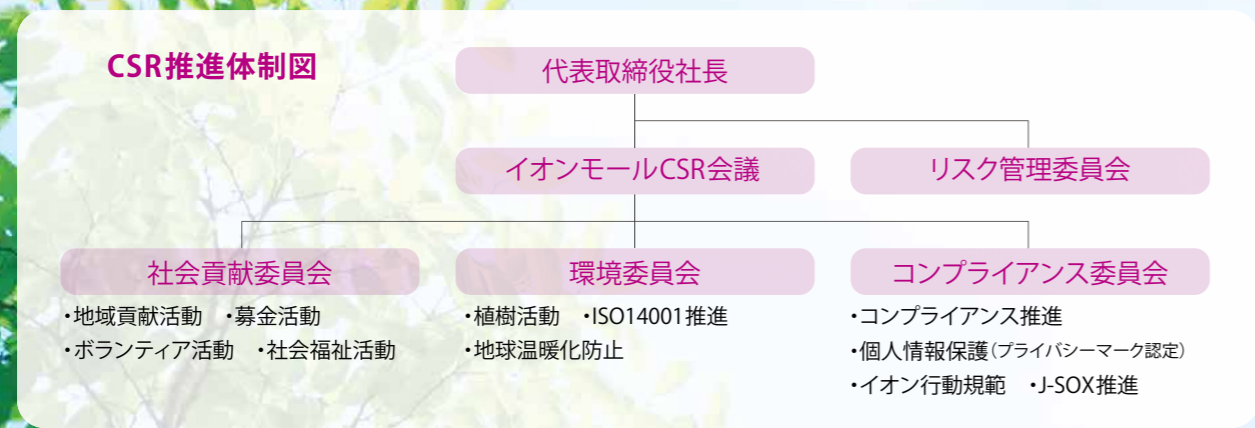 CSR推進体制図
代表取締役社長
イオンモールCSR会議
リスク管理委員会
社会貢献委員会
・地域貢献活動　・募金活動
・ボランティア活動　・社会福祉活動
環境委員会
・植樹活動　・ISO14001推進
・地球温暖化防止
コンプライアンス委員会
・コンプライアンス推進
・個人情報保護（プライバシーマーク認定）
・イオン行動規範　・J-SOX推進